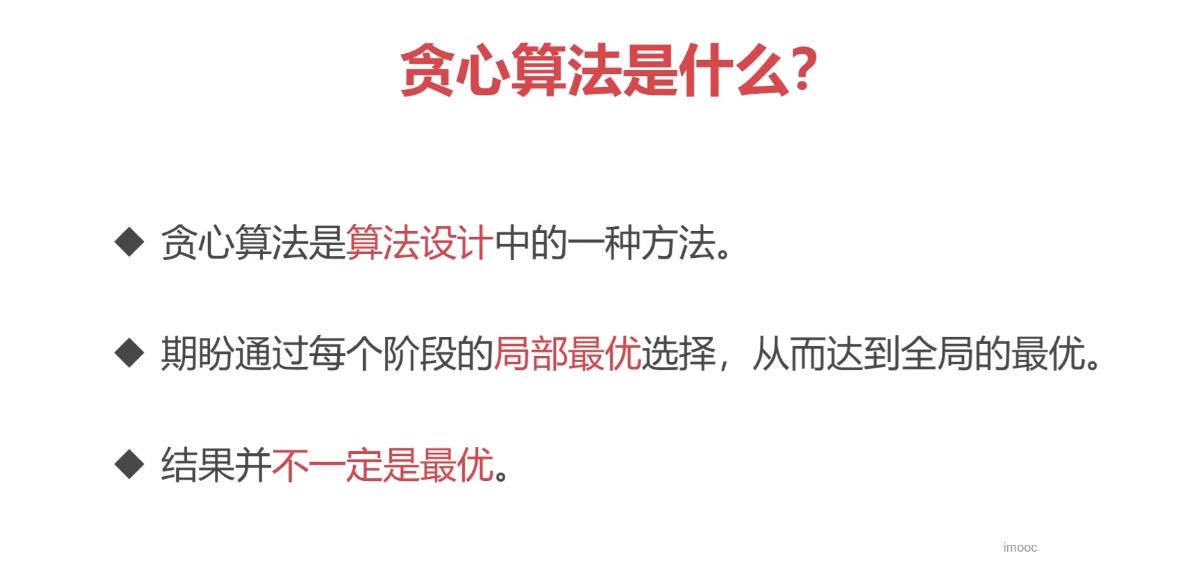 贪心算法是什么?
◆ 贪心算法是算法设计中的一种方法。
◆ 期盼通过每个阶段的局部最优选择，从而达到全局的最优。
◆ 结果并不一定是最优。
imooc